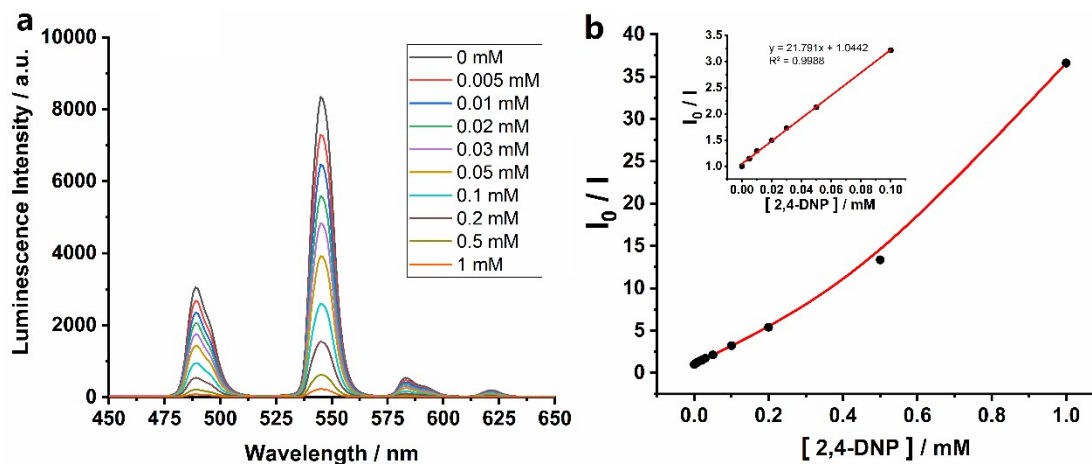 a
10000
8000
6000
4000
2000
0
Luminescence Intensity / a.u.
450 475 500 525 550 575 600 625 650
Wavelength / nm
0 mM
0.005 mM
0.01 mM
0.02 mM
0.03 mM
0.05 mM
0.1 mM
0.2 mM
0.5 mM
1 mM
b
40
35
30
25
20
15
10
5
0
I₀ / I
0.0 0.2 0.4 0.6 0.8 1.0
[ 2,4-DNP ] / mM
y = 21.791x + 1.0442
R² = 0.9988
3.5
3.0
2.5
2.0
1.5
1.0
I₀ / I
0.00 0.02 0.04 0.06 0.08 0.10
[ 2,4-DNP ] / mM